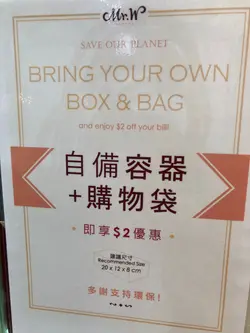 Mr. W
SAVE OUR PLANET
BRING YOUR OWN
BOX & BAG
and enjoy $2 off your bill!
自備容器
+購物袋
即享$2優惠
建議尺寸
Recommended Size
20 x 12 x 8 cm
多謝支持環保!